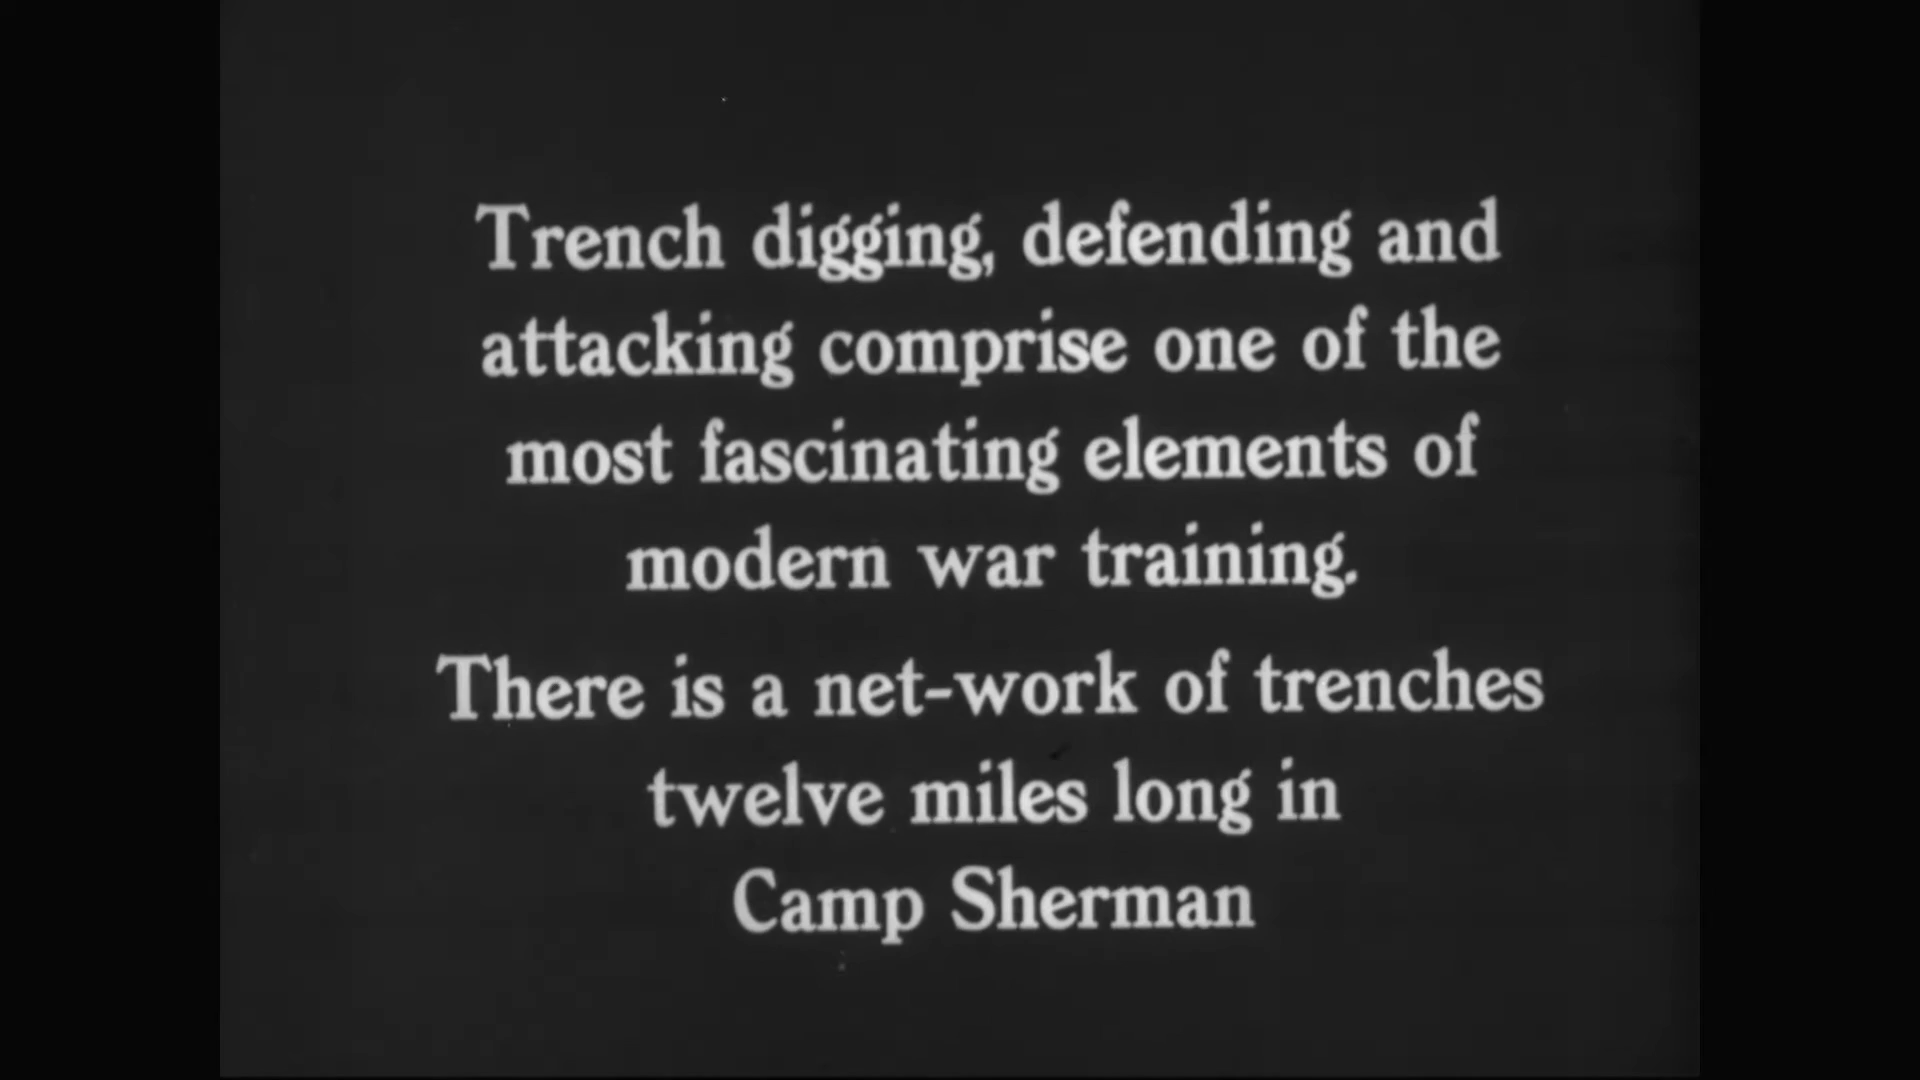 Trench digging, defending and
attacking comprise one of the
most fascinating elements of
modern war training.
There is a net-work of trenches
twelve miles long in
Camp Sherman